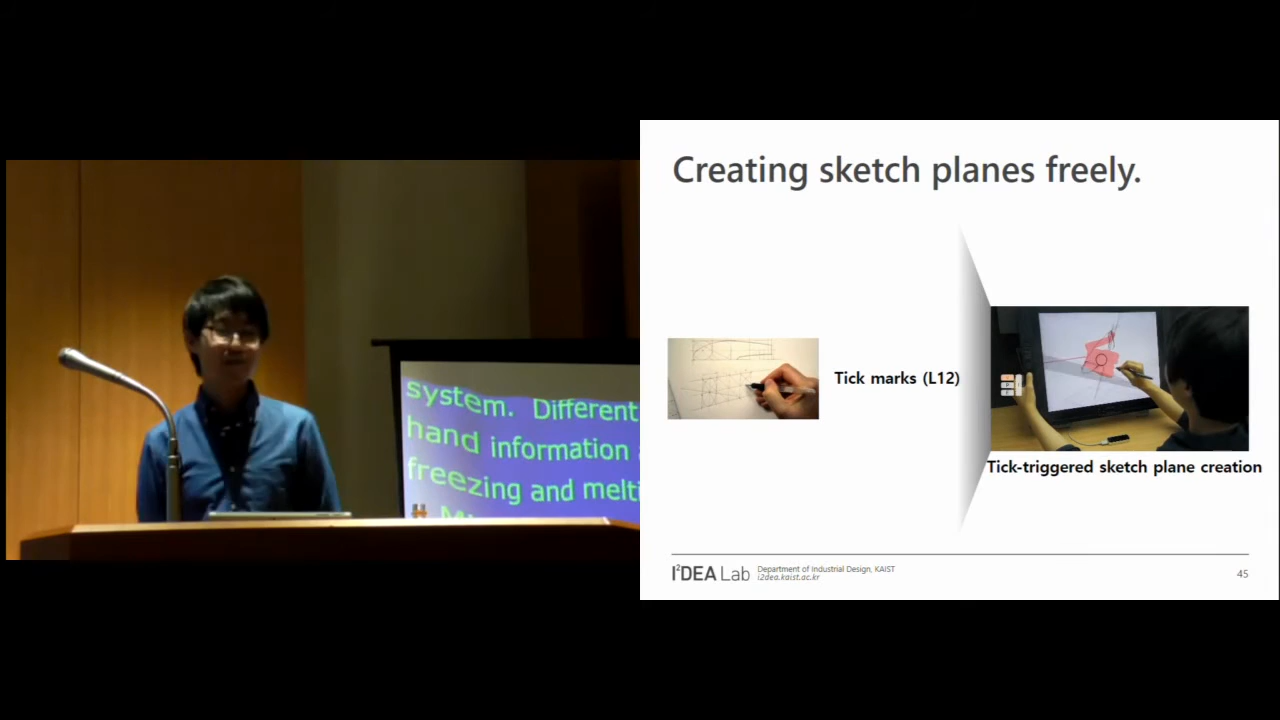 system. Different
hand information
freezing and melti
#
Creating sketch planes freely.
Tick marks (L12)
Tick-triggered sketch plane creation
I²DEA Lab
Department of Industrial Design, KAIST
i2dea.kaist.ac.kr
45